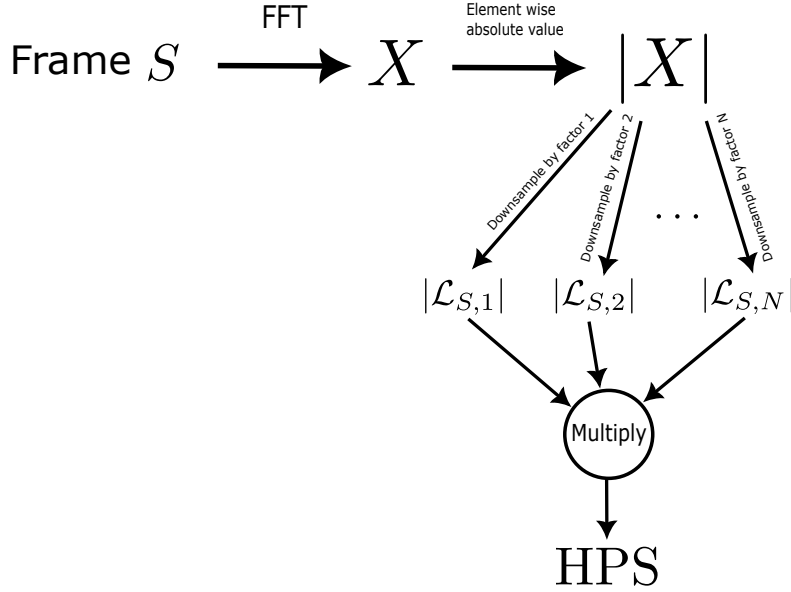 FFT
Element wise
absolute value
Frame S
X
|X|
Downsample by factor 1
Downsample by factor 2
Downsample by factor N
...
|ℒ_{S,1}|
|ℒ_{S,2}|
|ℒ_{S,N}|
Multiply
HPS